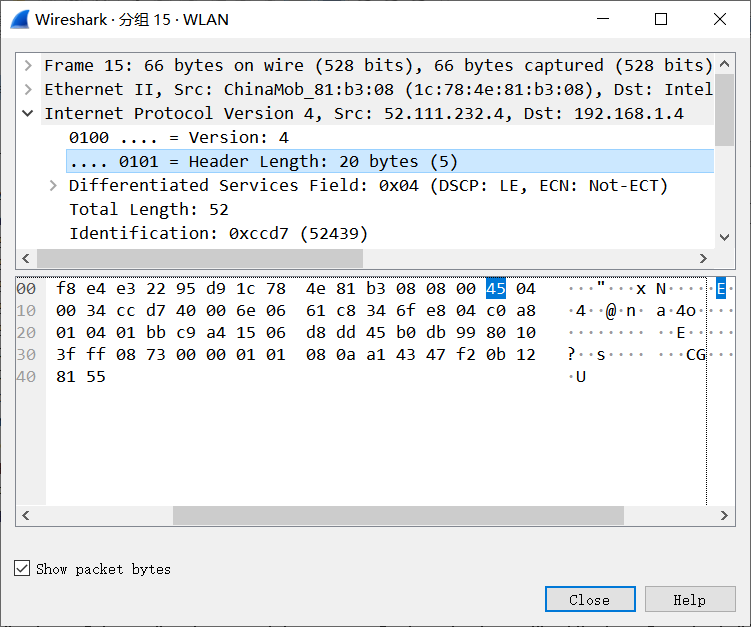 Wireshark · 分组 15 · WLAN
Frame 15: 66 bytes on wire (528 bits), 66 bytes captured (528 bits)
Ethernet II, Src: ChinaMob_81:b3:08 (1c:78:4e:81:b3:08), Dst: Intel
Internet Protocol Version 4, Src: 52.111.232.4, Dst: 192.168.1.4
0100 .... = Version: 4
.... 0101 = Header Length: 20 bytes (5)
Differentiated Services Field: 0x04 (DSCP: LE, ECN: Not-ECT)
Total Length: 52
Identification: 0xccd7 (52439)
00 f8 e4 e3 22 95 d9 1c 78 4e 81 b3 08 08 00 45 04 ···"···x N·····E·
10 00 34 cc d7 40 00 6e 06 61 c8 34 6f e8 04 c0 a8 ·4··@·n· a·4o····
20 01 04 01 bb c9 a4 15 06 d8 dd 45 b0 db 99 80 10 ········ ··E·····
30 3f ff 08 73 00 00 01 01 08 0a a1 43 47 f2 0b 12 ?··s···· ···CG···
40 81 55 ·U
Show packet bytes
Close
Help